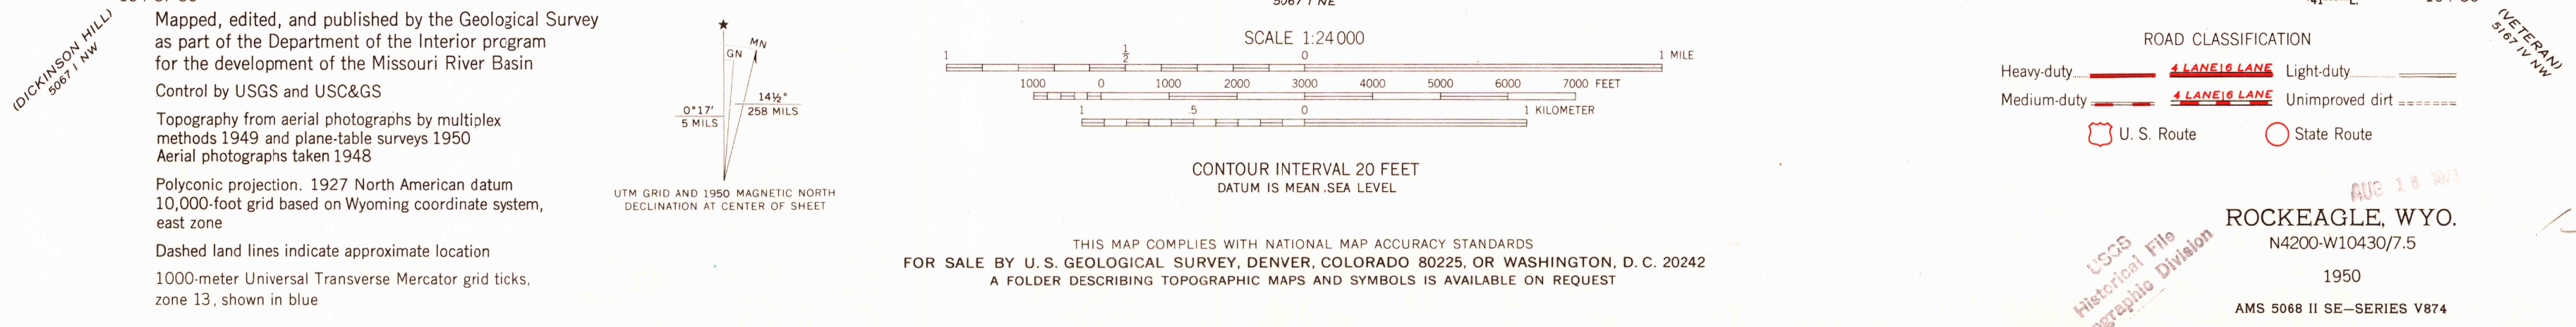 (DICKINSON HILL)
5067 I NW
Mapped, edited, and published by the Geological Survey
as part of the Department of the Interior program
for the development of the Missouri River Basin
Control by USGS and USC&GS
Topography from aerial photographs by multiplex
methods 1949 and plane-table surveys 1950
Aerial photographs taken 1948
Polyconic projection. 1927 North American datum
10,000-foot grid based on Wyoming coordinate system,
east zone
Dashed land lines indicate approximate location
1000-meter Universal Transverse Mercator grid ticks,
zone 13, shown in blue
★
MN
GN
14½°
0°17′
258 MILS
5 MILS
UTM GRID AND 1950 MAGNETIC NORTH
DECLINATION AT CENTER OF SHEET
5067 I NE
SCALE 1:24 000
1 ½ 0 1 MILE
1000 0 1000 2000 3000 4000 5000 6000 7000 FEET
1 .5 0 1 KILOMETER
CONTOUR INTERVAL 20 FEET
DATUM IS MEAN SEA LEVEL
THIS MAP COMPLIES WITH NATIONAL MAP ACCURACY STANDARDS
FOR SALE BY U. S. GEOLOGICAL SURVEY, DENVER, COLORADO 80225, OR WASHINGTON, D. C. 20242
A FOLDER DESCRIBING TOPOGRAPHIC MAPS AND SYMBOLS IS AVAILABLE ON REQUEST
(VETERAN)
5167 IV NW
ROAD CLASSIFICATION
Heavy-duty 4 LANE|6 LANE Light-duty
Medium-duty 4 LANE|6 LANE Unimproved dirt
U. S. Route State Route
AUG 16 1973
ROCKEAGLE, WYO.
N4200-W10430/7.5
1950
AMS 5068 II SE—SERIES V874
USGS
Historical File
Division